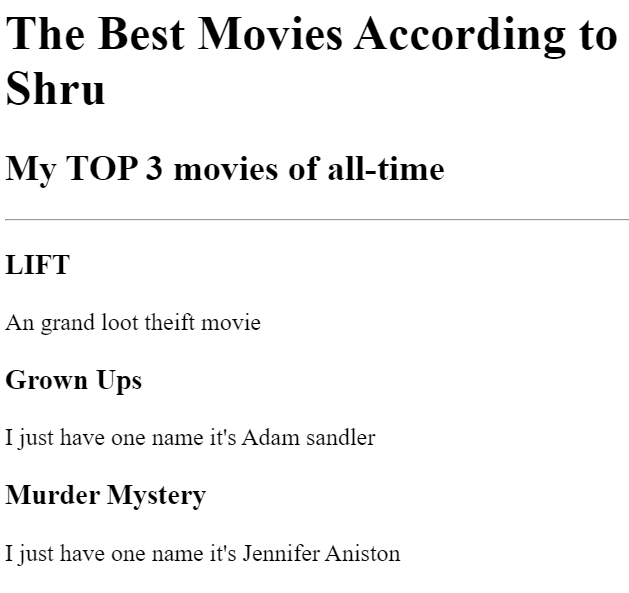 The Best Movies According to
Shru
My TOP 3 movies of all-time
LIFT
An grand loot theift movie
Grown Ups
I just have one name it's Adam sandler
Murder Mystery
I just have one name it's Jennifer Aniston